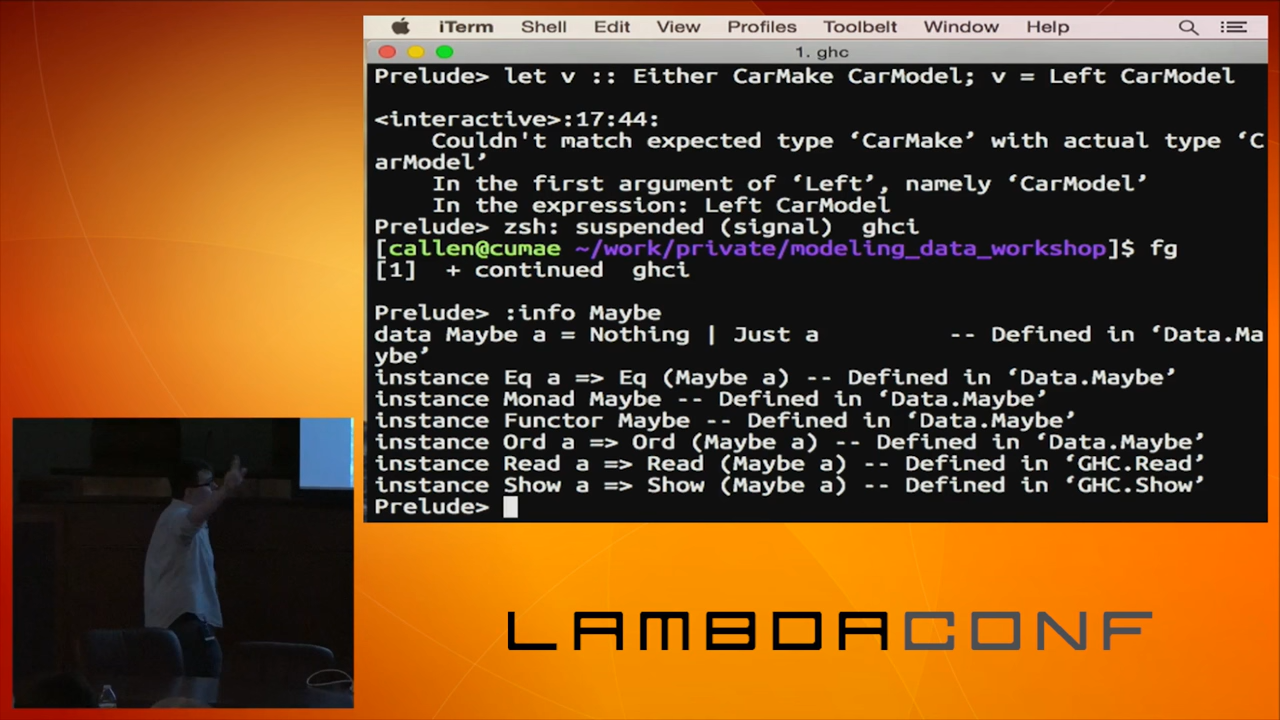 iTerm Shell Edit View Profiles Toolbelt Window Help
1. ghc
Prelude> let v :: Either CarMake CarModel; v = Left CarModel
<interactive>:17:44:
Couldn't match expected type ‘CarMake’ with actual type ‘C
arModel’
In the first argument of ‘Left’, namely ‘CarModel’
In the expression: Left CarModel
Prelude> zsh: suspended (signal)  ghci
[callen@cumae ~/work/private/modeling_data_workshop]$ fg
[1]  + continued  ghci
Prelude> :info Maybe
data Maybe a = Nothing | Just a         -- Defined in ‘Data.Ma
ybe’
instance Eq a => Eq (Maybe a) -- Defined in ‘Data.Maybe’
instance Monad Maybe -- Defined in ‘Data.Maybe’
instance Functor Maybe -- Defined in ‘Data.Maybe’
instance Ord a => Ord (Maybe a) -- Defined in ‘Data.Maybe’
instance Read a => Read (Maybe a) -- Defined in ‘GHC.Read’
instance Show a => Show (Maybe a) -- Defined in ‘GHC.Show’
Prelude>
LAMBDACONF